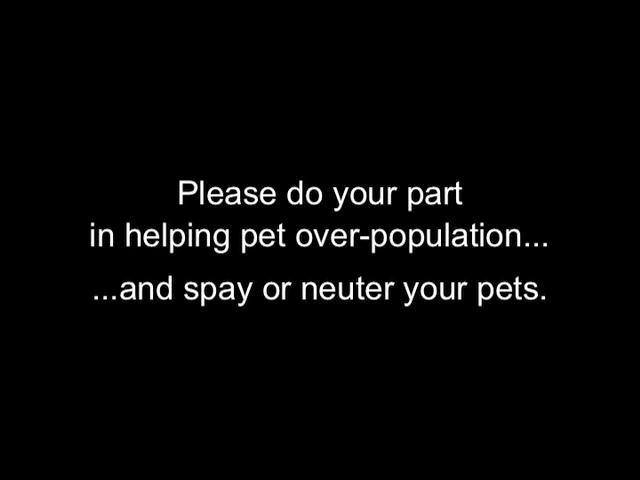 Please do your part
in helping pet over-population...
...and spay or neuter your pets.